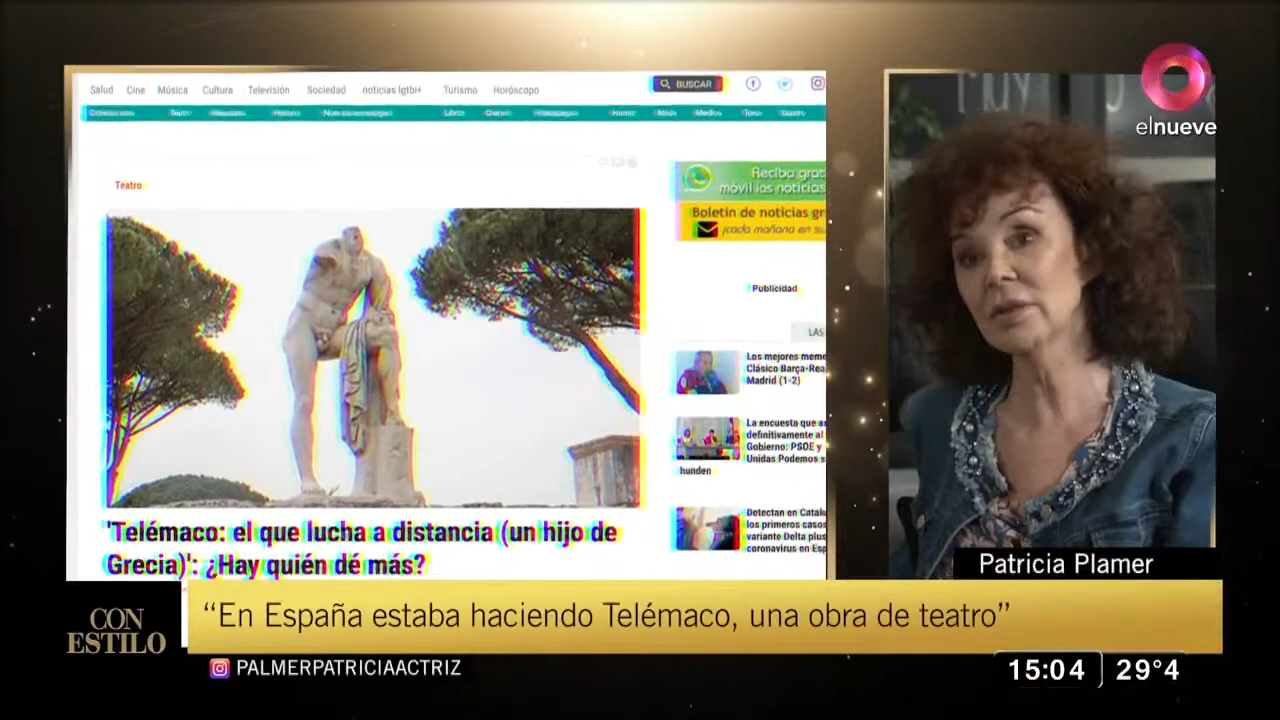 Salud Cine Música Cultura Televisión Sociedad noticias lgtbi+ Turismo Horóscopo
BUSCAR
elnueve
Teatro
Reciba grat
móvil las noticias
Boletín de noticias gr
¡cada mañana en su
Publicidad
LAS
Los mejores meme
Clásico Barça-Rea
Madrid (1-2)
La encuesta que an
definitivamente al
Gobierno: PSOE y
Unidas Podemos s
hunden
Detectan en Catalu
los primeros casos
variante Delta plus
coronavirus en Esp
'Telémaco: el que lucha a distancia (un hijo de
Grecia)': ¿Hay quién dé más?
Patricia Plamer
CON
ESTILO
“En España estaba haciendo Telémaco, una obra de teatro”
PALMERPATRICIAACTRIZ
15:04 29°4